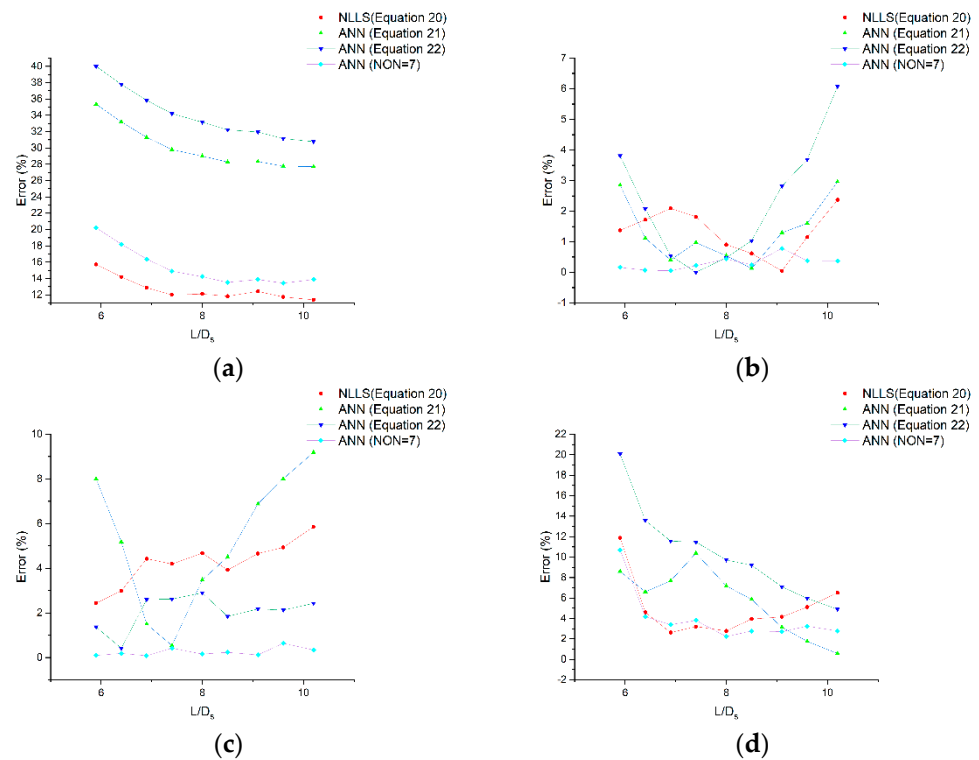 NLLS(Equation 20)
ANN (Equation 21)
ANN (Equation 22)
ANN (NON=7)
40
38
36
34
32
30
28
26
24
22
20
18
16
14
12
Error (%)
6
8
10
L/D5
(a)
NLLS(Equation 20)
ANN (Equation 21)
ANN (Equation 22)
ANN (NON=7)
7
6
5
4
3
2
1
0
-1
Error (%)
6
8
10
L/D5
(b)
NLLS(Equation 20)
ANN (Equation 21)
ANN (Equation 22)
ANN (NON=7)
10
8
6
4
2
0
Error (%)
6
8
10
L/D5
(c)
NLLS(Equation 20)
ANN (Equation 21)
ANN (Equation 22)
ANN (NON=7)
22
20
18
16
14
12
10
8
6
4
2
0
-2
Error (%)
6
8
10
L/D5
(d)